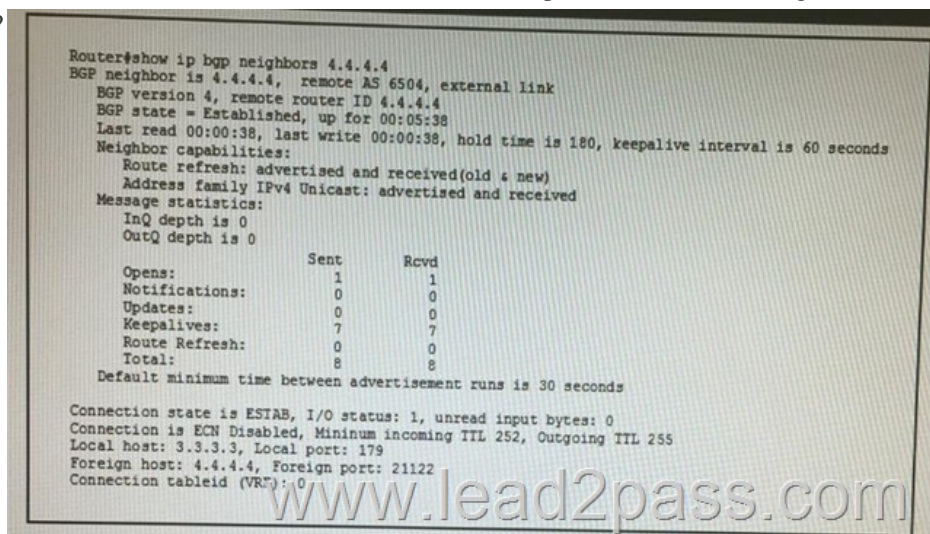 Router#show ip bgp neighbors 4.4.4.4
BGP neighbor is 4.4.4.4, remote AS 6504, external link
BGP version 4, remote router ID 4.4.4.4
BGP state = Established, up for 00:05:38
Last read 00:00:38, last write 00:00:38, hold time is 180, keepalive interval is 60 seconds
Neighbor capabilities:
Route refresh: advertised and received(old & new)
Address family IPv4 Unicast: advertised and received
Message statistics:
InQ depth is 0
OutQ depth is 0
Sent Rcvd
Opens: 1 1
Notifications: 0 0
Updates: 0 0
Keepalives: 7 7
Route Refresh: 0 0
Total: 8 8
Default minimum time between advertisement runs is 30 seconds
Connection state is ESTAB, I/O status: 1, unread input bytes: 0
Connection is ECN Disabled, Mininum incoming TTL 252, Outgoing TTL 255
Local host: 3.3.3.3, Local port: 179
Foreign host: 4.4.4.4, Foreign port: 21122
Connection tableid (VRF): 0
www.lead2pass.com